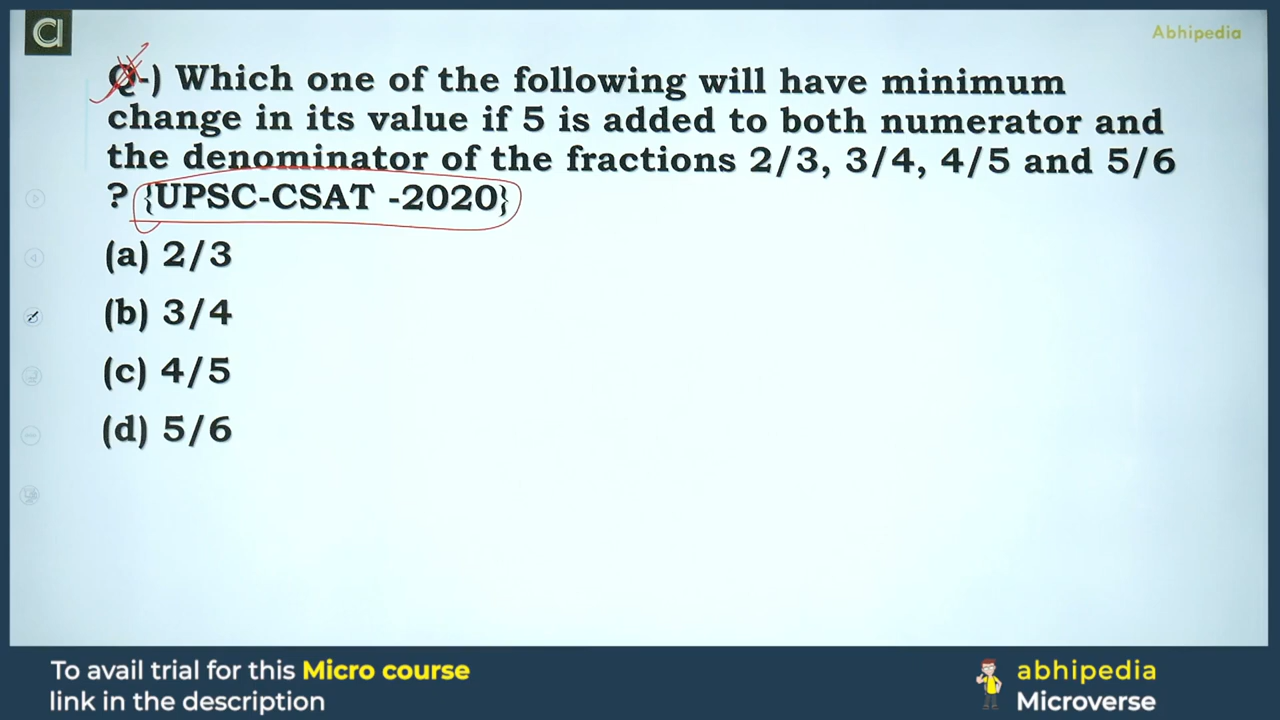 a
Abhipedia
Q-) Which one of the following will have minimum
change in its value if 5 is added to both numerator and
the denominator of the fractions 2/3, 3/4, 4/5 and 5/6
? {UPSC-CSAT -2020}
(a) 2/3
(b) 3/4
(c) 4/5
(d) 5/6
To avail trial for this Micro course
link in the description
abhipedia
Microverse